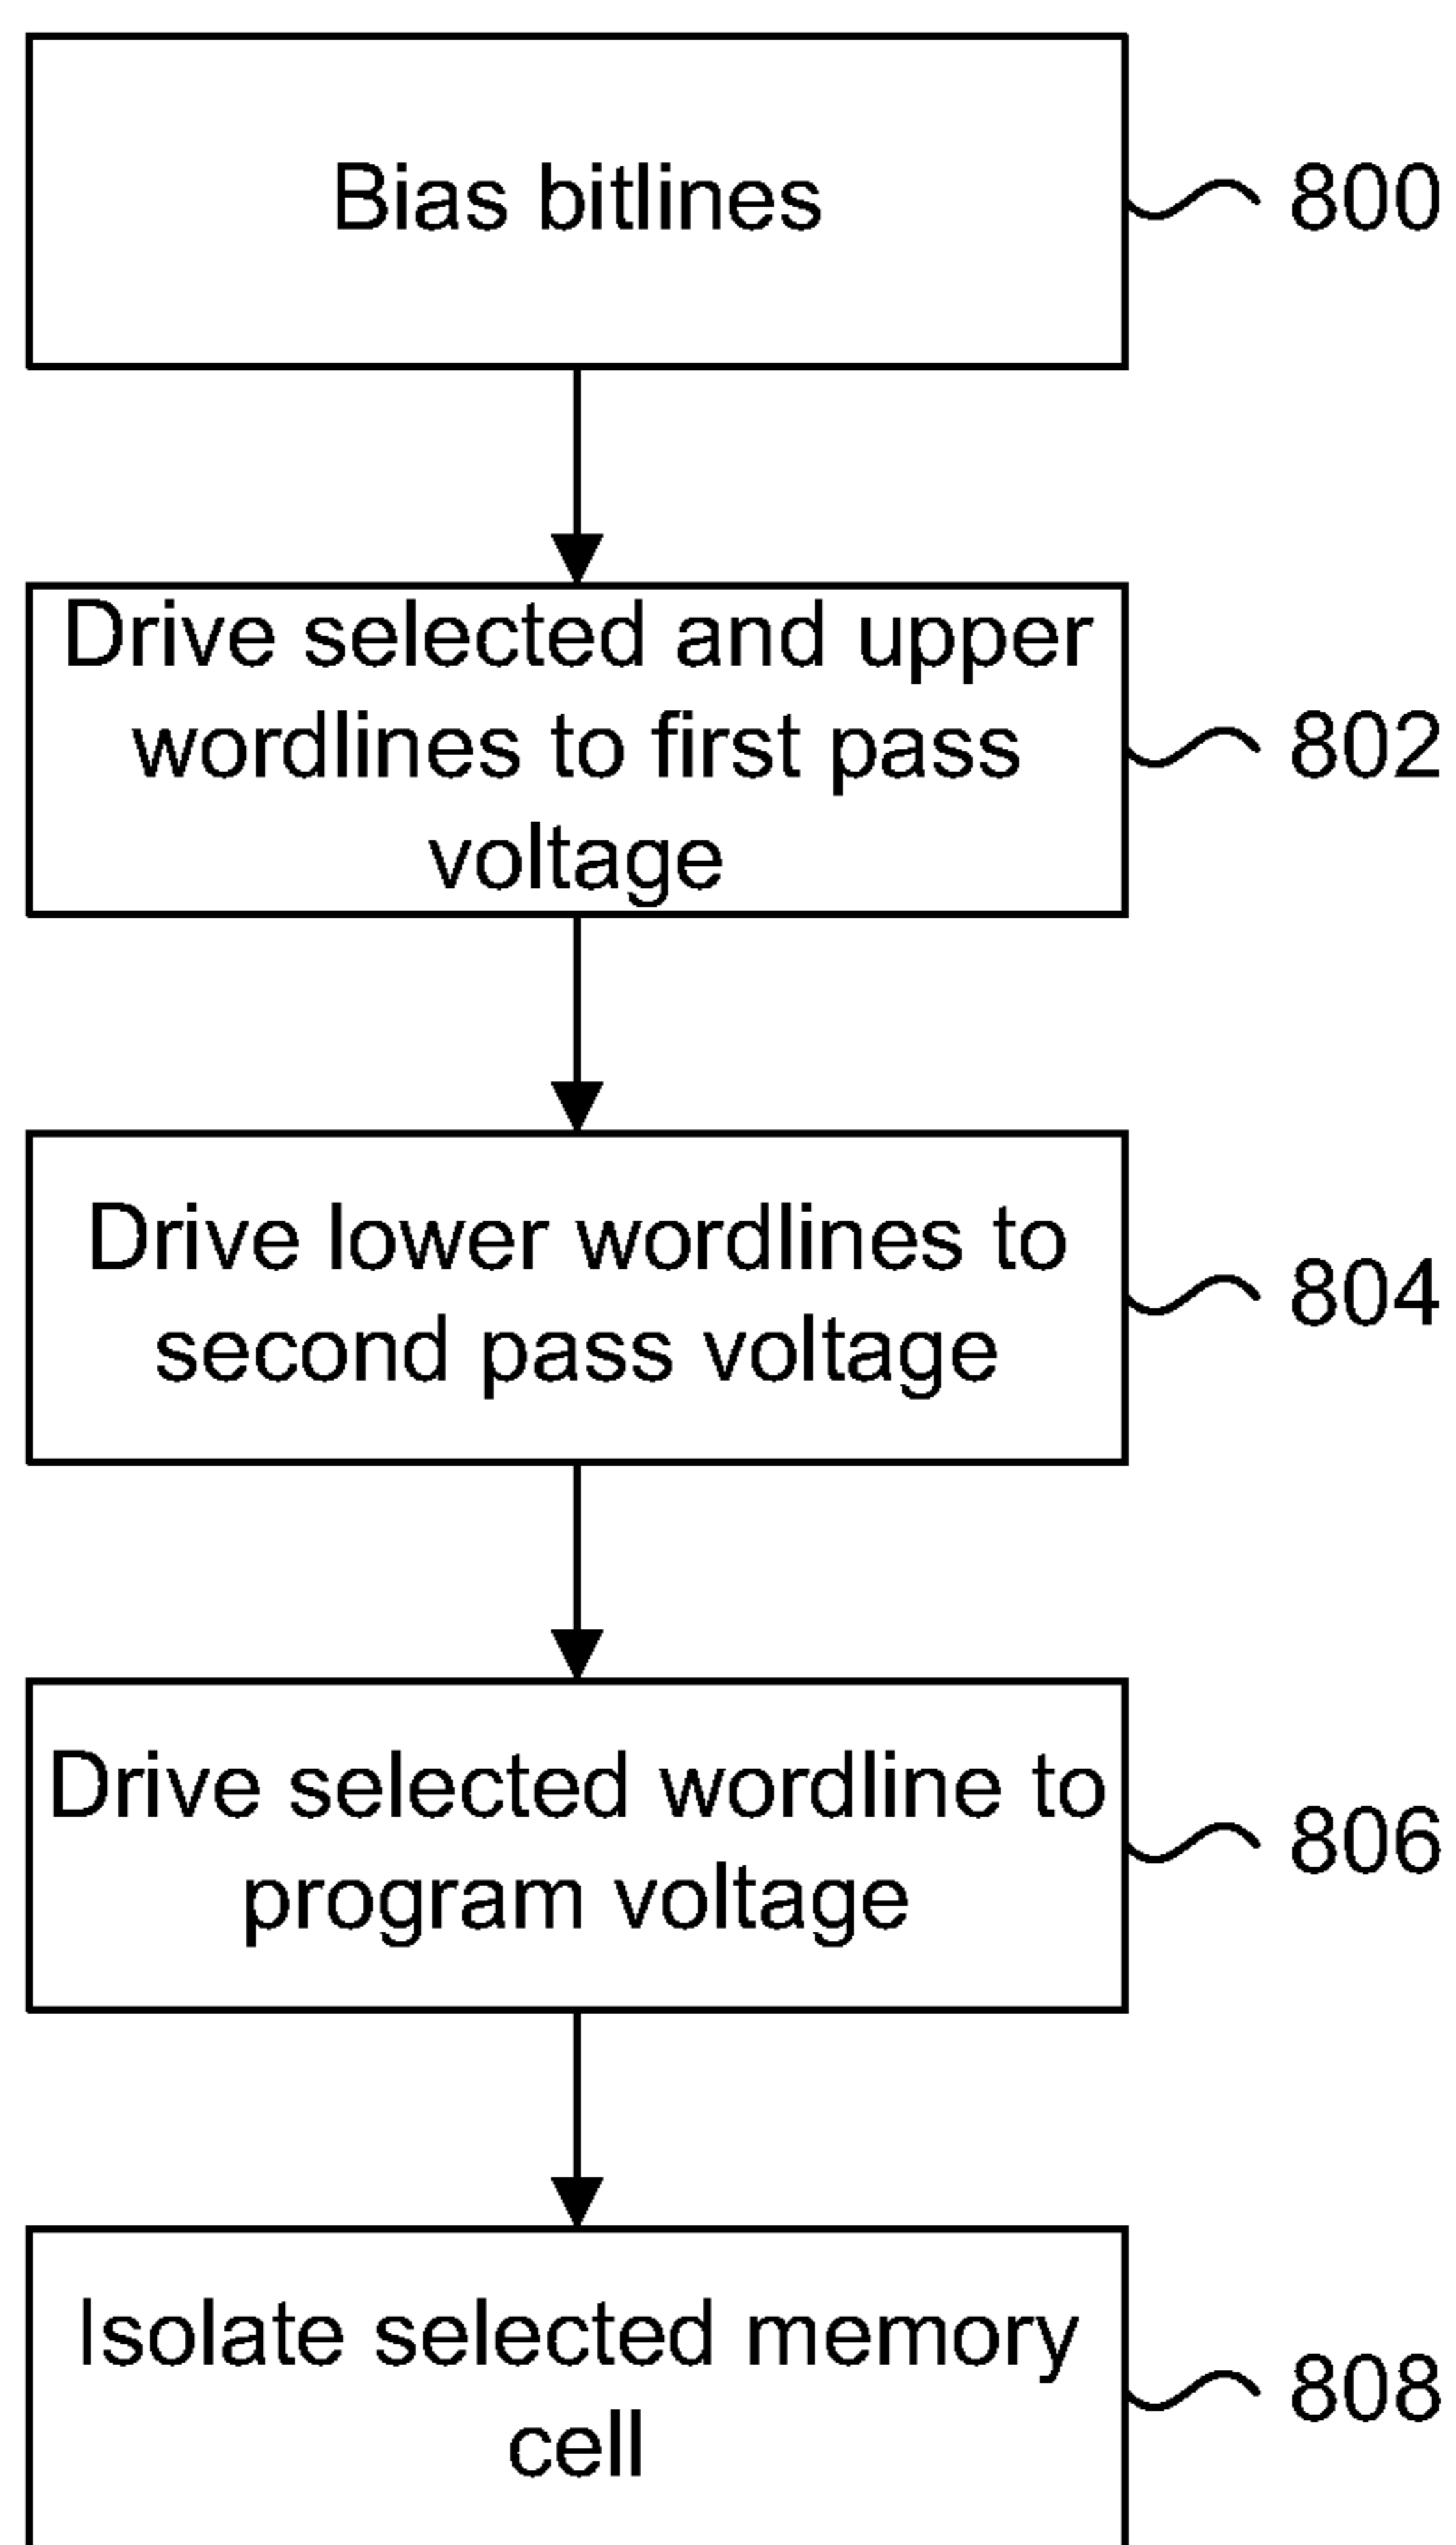 Bias bitlines
800
Drive selected and upper
wordlines to first pass
voltage
802
Drive lower wordlines to
second pass voltage
804
Drive selected wordline to
program voltage
806
Isolate selected memory
cell
808